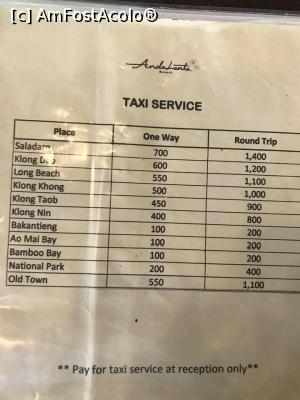 [c] AmFostAcolo®
Andalanta
Resort
TAXI SERVICE
Place One Way Round Trip
Saladan 700 1,400
Klong Dao 600 1,200
Long Beach 550 1,100
Klong Khong 500 1,000
Klong Taob 450 900
Klong Nin 400 800
Bakantieng 100 200
Ao Mai Bay 100 200
Bamboo Bay 100 200
National Park 200 400
Old Town 550 1,100
** Pay for taxi service at reception only**